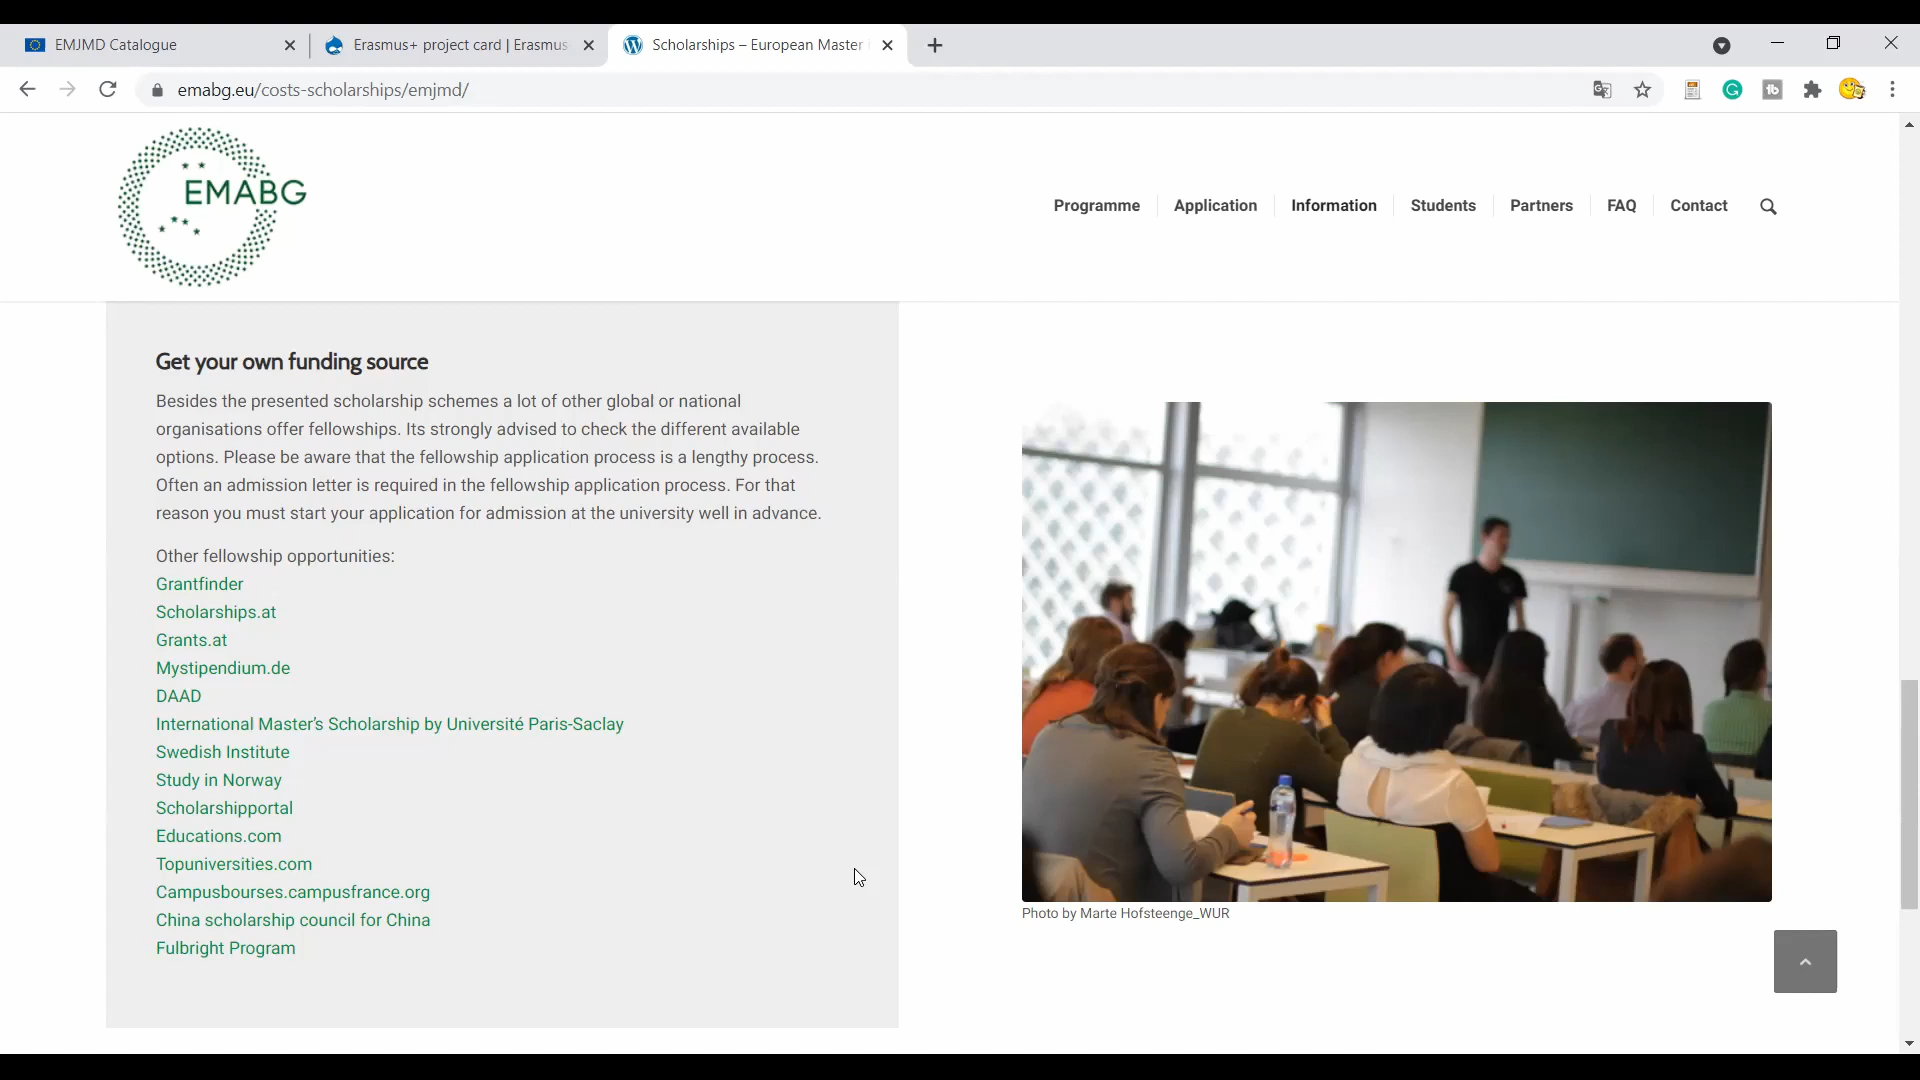 EMJMD Catalogue
Erasmus+ project card | Erasmus
Scholarships – European Master
emabg.eu/costs-scholarships/emjmd/
EMABG
Programme
Application
Information
Students
Partners
FAQ
Contact
Get your own funding source
Besides the presented scholarship schemes a lot of other global or national
organisations offer fellowships. Its strongly advised to check the different available
options. Please be aware that the fellowship application process is a lengthy process.
Often an admission letter is required in the fellowship application process. For that
reason you must start your application for admission at the university well in advance.
Other fellowship opportunities:
Grantfinder
Scholarships.at
Grants.at
Mystipendium.de
DAAD
International Master's Scholarship by Université Paris-Saclay
Swedish Institute
Study in Norway
Scholarshipportal
Educations.com
Topuniversities.com
Campusbourses.campusfrance.org
China scholarship council for China
Fulbright Program
Photo by Marte Hofsteenge_WUR